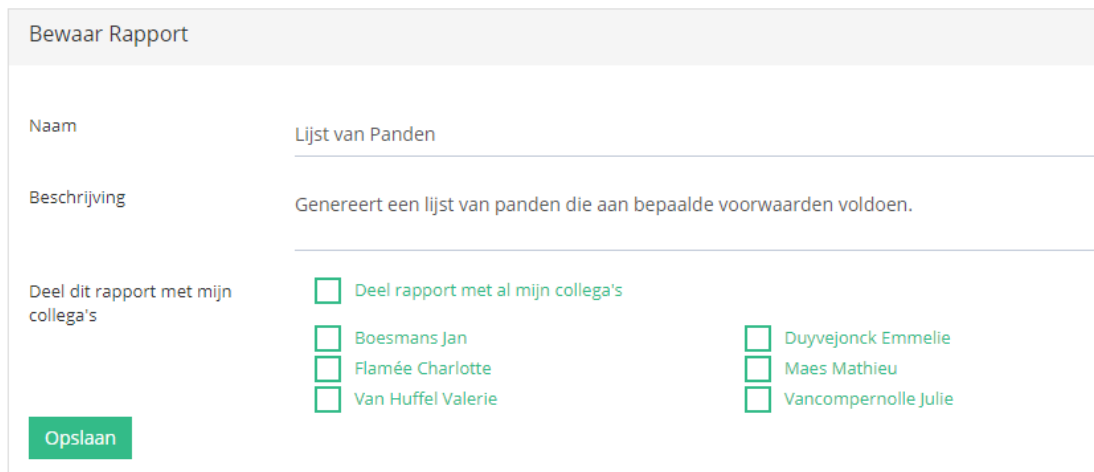 Bewaar Rapport
Naam
Lijst van Panden
Beschrijving
Genereert een lijst van panden die aan bepaalde voorwaarden voldoen.
Deel dit rapport met mijn
collega's
Deel rapport met al mijn collega's
Boesmans Jan
Duyvejonck Emmelie
Flamée Charlotte
Maes Mathieu
Van Huffel Valerie
Vancompernolle Julie
Opslaan